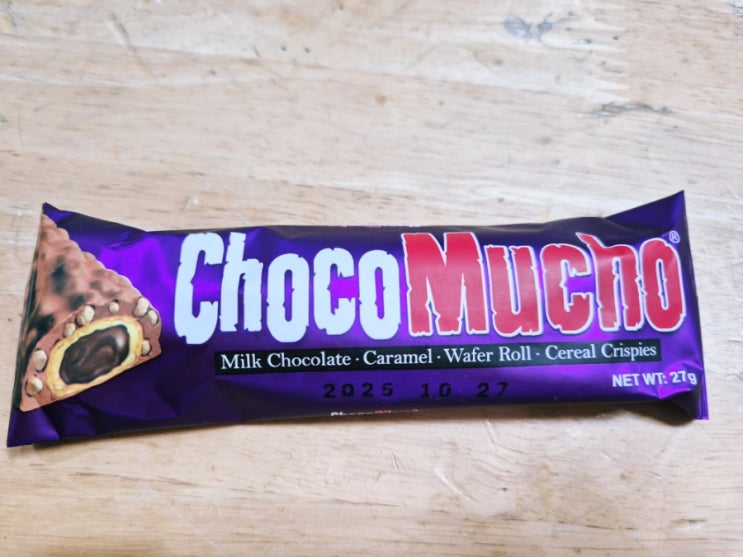 ChocoMucho®
Milk Chocolate · Caramel · Wafer Roll · Cereal Crispies
NET WT: 27g
2025 10 27